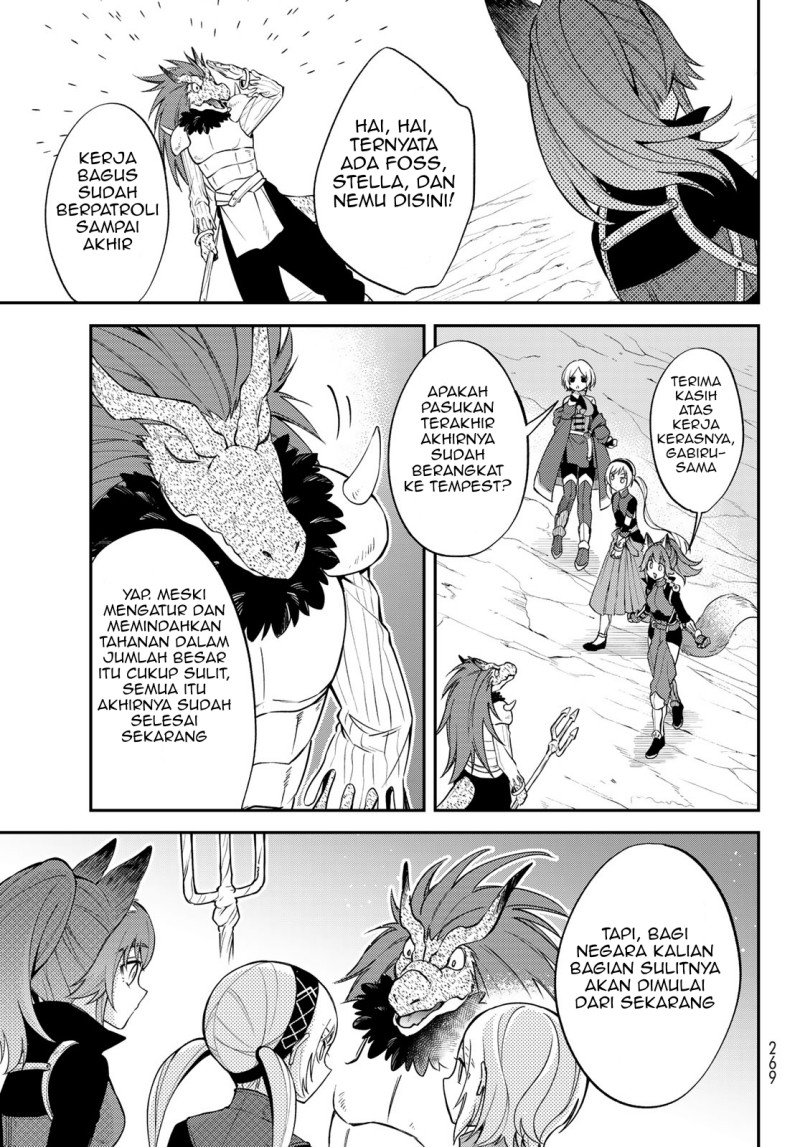 HAI, HAI,
TERNYATA
ADA FOSS,
STELLA, DAN
NEMU DISINI!
KERJA
BAGUS
SUDAH
BERPATROLI
SAMPAI
AKHIR
TERIMA
KASIH
ATAS
KERJA
KERASNYA,
GABIRU-
SAMA
APAKAH
PASUKAN
TERAKHIR
AKHIRNYA
SUDAH
BERANGKAT
KE TEMPEST?
YAP. MESKI
MENGATUR DAN
MEMINDAHKAN
TAHANAN DALAM
JUMLAH BESAR
ITU CUKUP SULIT,
SEMUA ITU
AKHIRNYA SUDAH
SELESAI
SEKARANG
TAPI, BAGI
NEGARA KALIAN
BAGIAN SULITNYA
AKAN DIMULAI
DARI SEKARANG
269